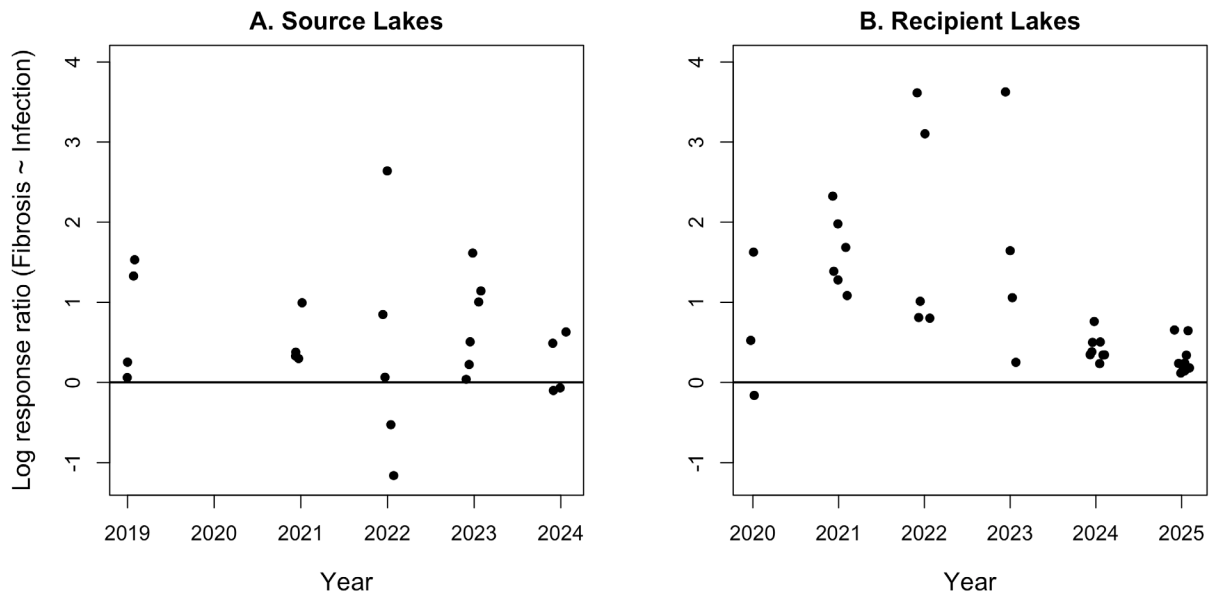 A. Source Lakes
Log response ratio (Fibrosis ~ Infection)
4
3
2
1
0
-1
2019 2020 2021 2022 2023 2024
Year
B. Recipient Lakes
4
3
2
1
0
-1
2020 2021 2022 2023 2024 2025
Year